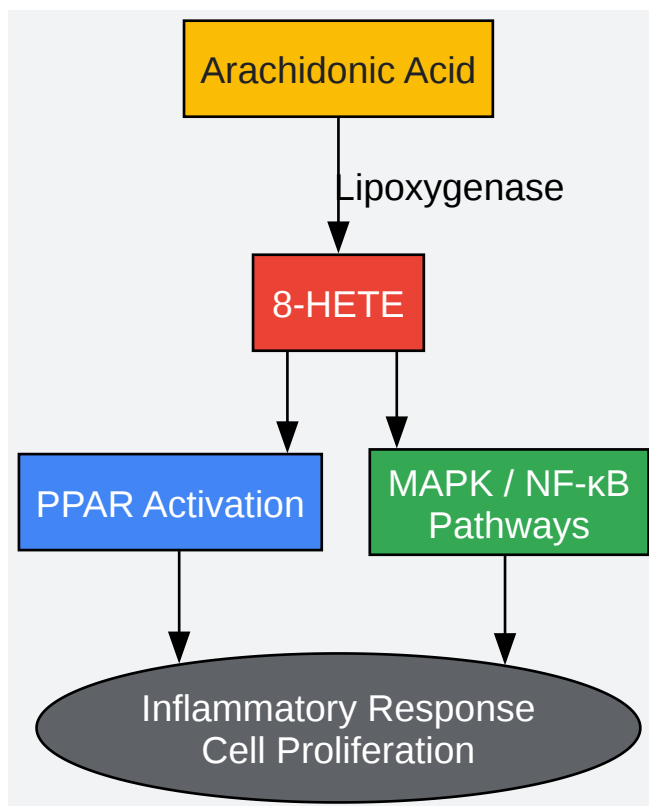 Arachidonic Acid
Lipoxygenase
8-HETE
PPAR Activation
MAPK / NF-κB
Pathways
Inflammatory Response
Cell Proliferation